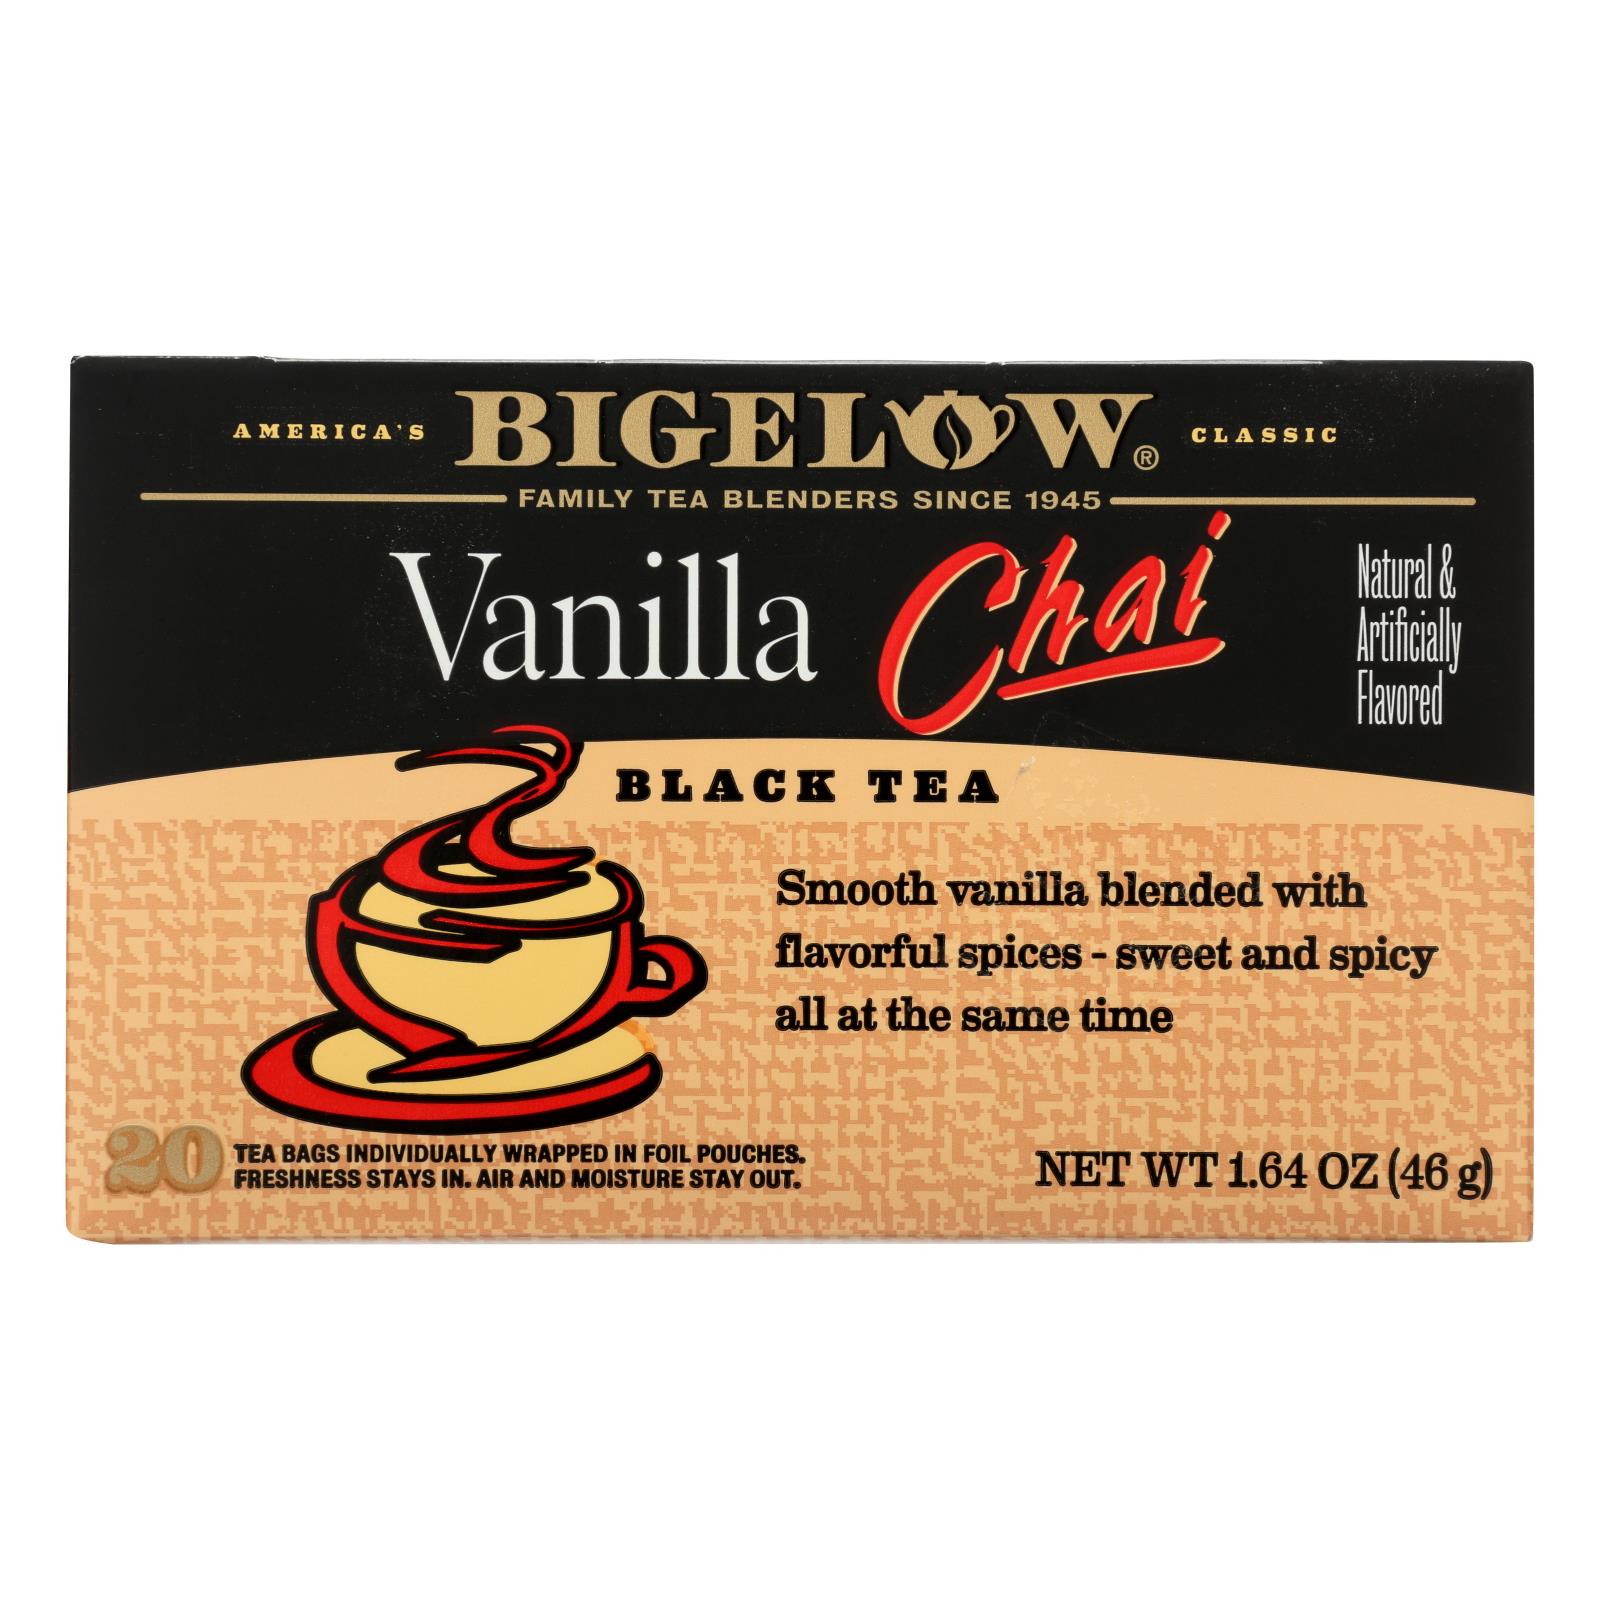 AMERICA'S BIGELOW® CLASSIC
FAMILY TEA BLENDERS SINCE 1945
Vanilla Chai
Natural &
Artificially
Flavored
BLACK TEA
Smooth vanilla blended with
flavorful spices - sweet and spicy
all at the same time
20 TEA BAGS INDIVIDUALLY WRAPPED IN FOIL POUCHES.
FRESHNESS STAYS IN. AIR AND MOISTURE STAY OUT.
NET WT 1.64 OZ (46 g)